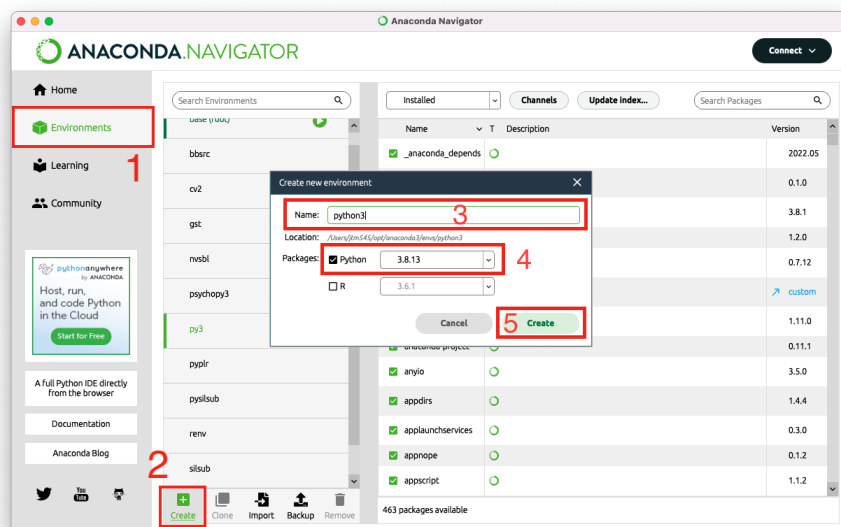 Anaconda Navigator
ANACONDA.NAVIGATOR
Connect
Home
Environments
1
Learning
Community
pythonanywhere
by ANACONDA
Host, run,
and code Python
in the Cloud
Start for Free
A full Python IDE directly
from the browser
Documentation
Anaconda Blog
You
Tube
Search Environments
base (root)
bbsrc
cv2
gst
nvsbl
psychopy3
py3
pyplr
pysilsub
renv
silsub
2
Create
Clone
Import
Backup
Remove
Installed
Channels
Update index...
Search Packages
Name
T
Description
Version
_anaconda_depends
2022.05
0.1.0
3.8.1
1.2.0
0.7.12
custom
1.11.0
anaconda-project
0.11.1
anyio
3.5.0
appdirs
1.4.4
applaunchservices
0.3.0
appnope
0.1.2
appscript
1.1.2
463 packages available
Create new environment
Name:
python3
3
Location:
/Users/jtm545/opt/anaconda3/envs/python3
Packages:
Python
3.8.13
4
R
3.6.1
Cancel
5
Create